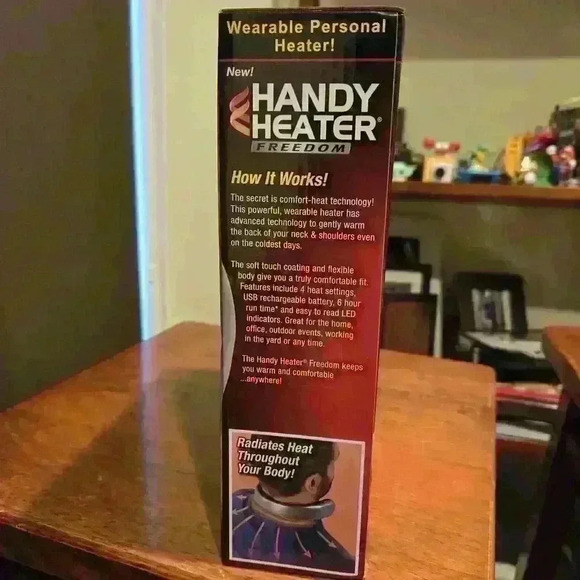 Wearable Personal
Heater!
New!
HANDY
HEATER®
FREEDOM
How It Works!
The secret is comfort-heat technology!
This powerful, wearable heater has
advanced technology to gently warm
the back of your neck & shoulders even
on the coldest days.
The soft touch coating and flexible
body give you a truly comfortable fit.
Features include 4 heat settings,
USB rechargeable battery, 6 hour
run time* and easy to read LED
indicators. Great for the home,
office, outdoor events, working
in the yard or any time.
The Handy Heater® Freedom keeps
you warm and comfortable
...anywhere!
Radiates Heat
Throughout
Your Body!